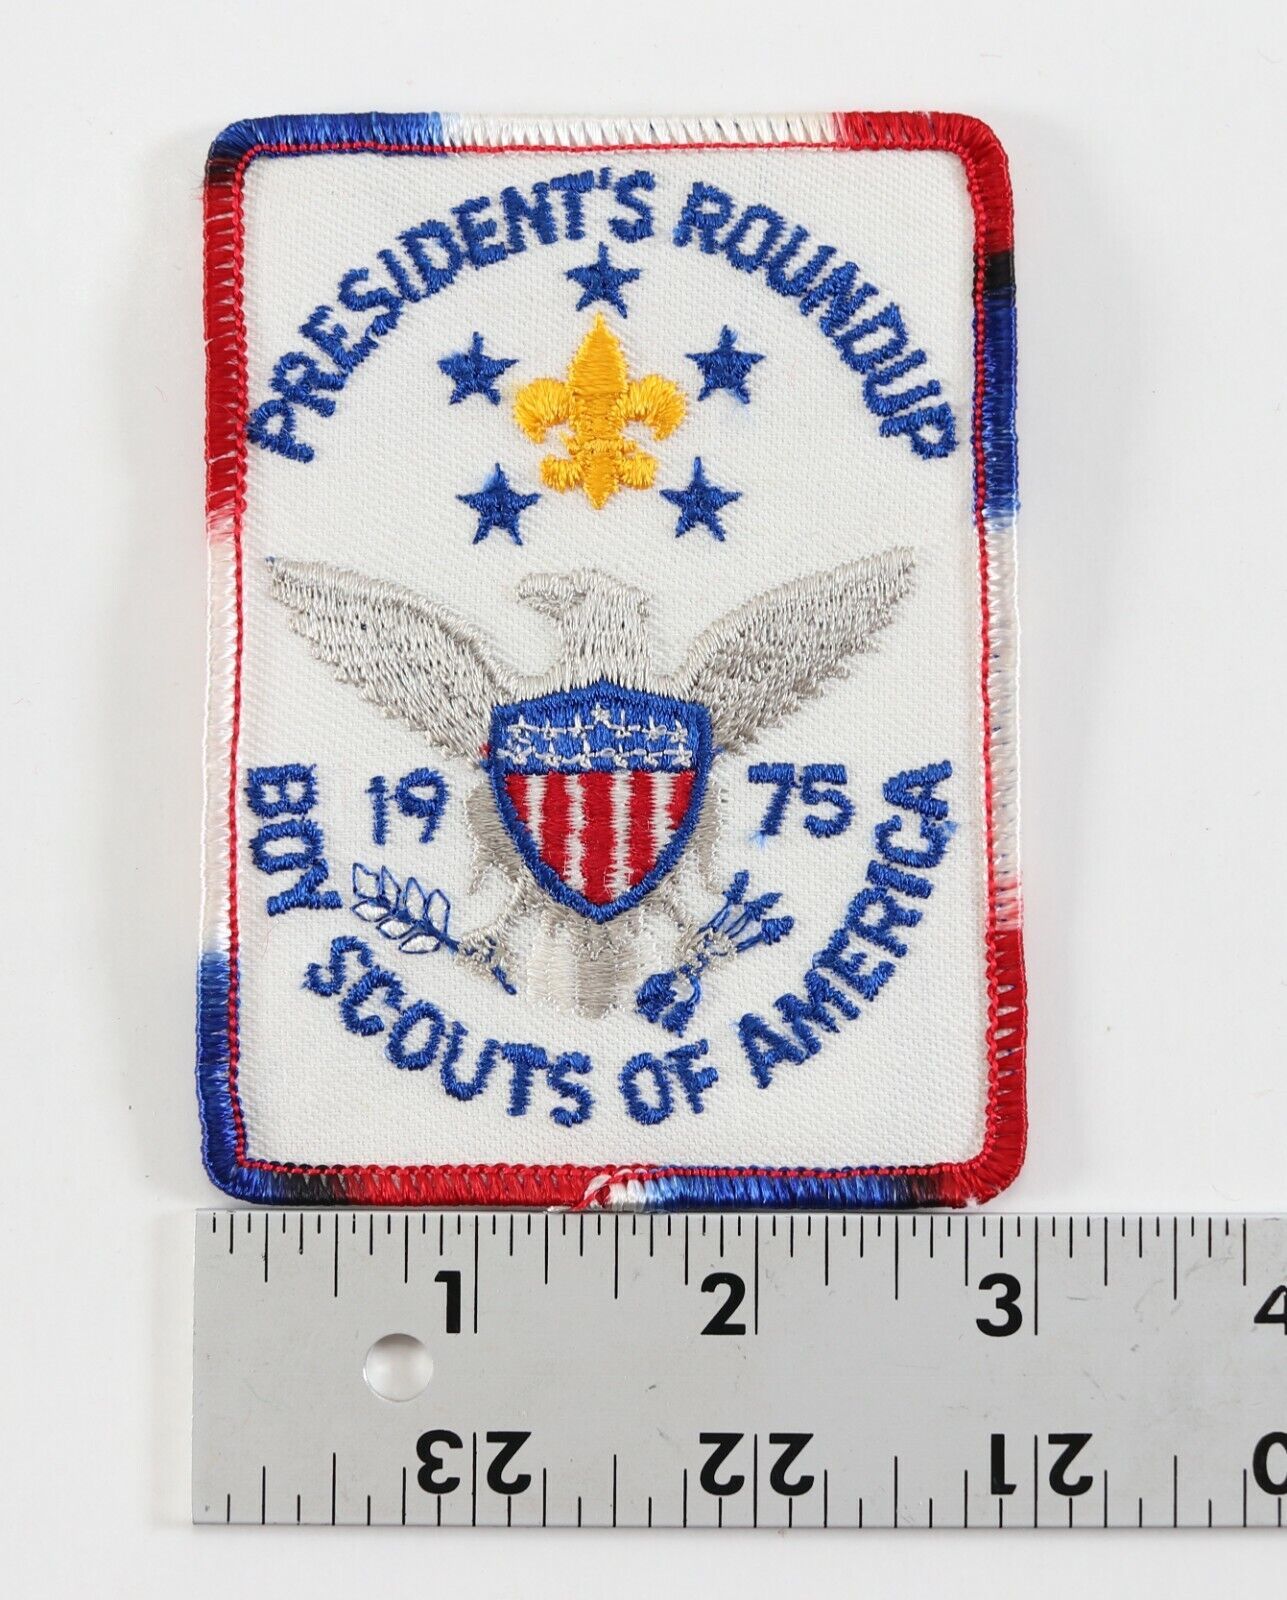 PRESIDENT'S ROUNDUP
19 75
BOY SCOUTS OF AMERICA
1 2 3 4
23 22 21 0